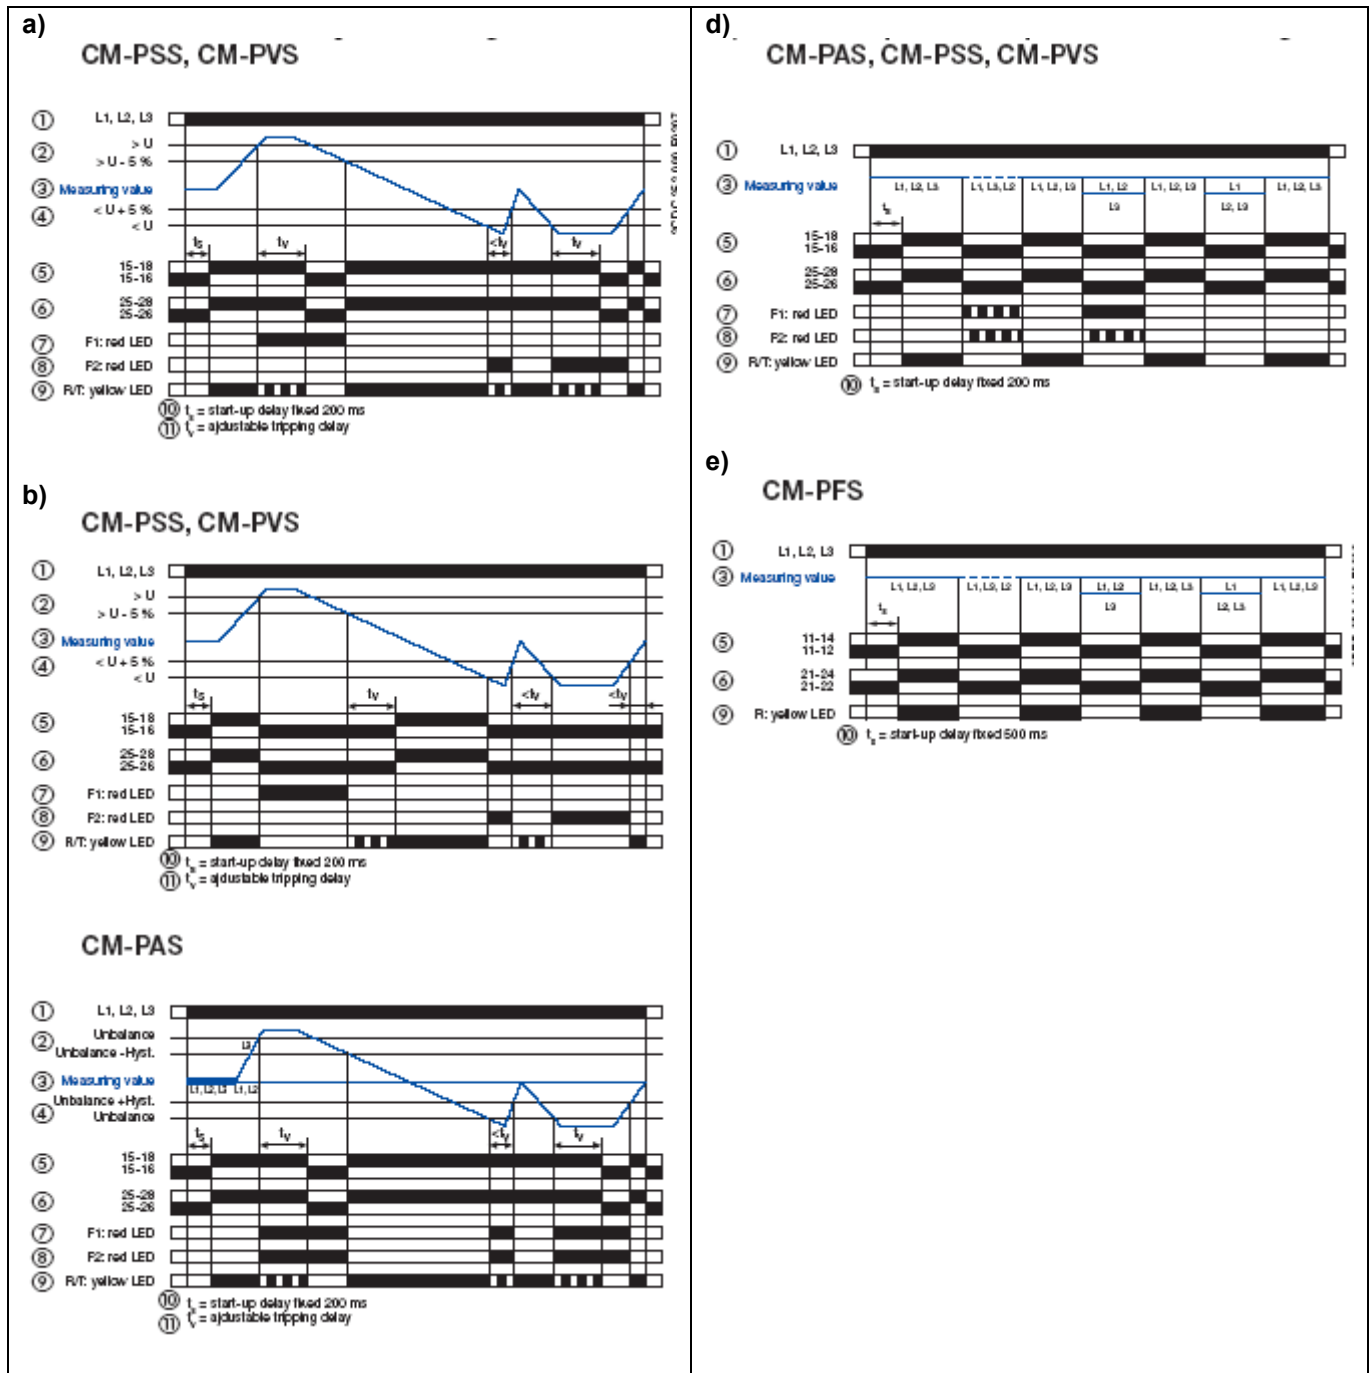 a)
CM-PSS, CM-PVS
① L1, L2, L3
② > U
> U - 5 %
③ Measuring value
④ < U + 5 %
< U
ts tv <tv tv
⑤ 15-18
15-16
⑥ 25-28
25-26
⑦ F1: red LED
⑧ F2: red LED
⑨ R/T: yellow LED
⑩ ts = start-up delay fixed 200 ms
⑪ tv = ajdustable tripping delay
b)
CM-PSS, CM-PVS
① L1, L2, L3
② > U
> U - 5 %
③ Measuring value
④ < U + 5 %
< U
ts tv <tv <tv
⑤ 15-18
15-16
⑥ 25-28
25-26
⑦ F1: red LED
⑧ F2: red LED
⑨ R/T: yellow LED
⑩ ts = start-up delay fixed 200 ms
⑪ tv = ajdustable tripping delay
CM-PAS
① L1, L2, L3
② Unbalance
Unbalance -Hyst.
L3
③ Measuring value
L1, L2, L3 L1, L2
④ Unbalance +Hyst.
Unbalance
ts tv <tv tv
⑤ 15-18
15-16
⑥ 25-28
25-26
⑦ F1: red LED
⑧ F2: red LED
⑨ R/T: yellow LED
⑩ ts = start-up delay fixed 200 ms
⑪ tv = ajdustable tripping delay
d)
CM-PAS, CM-PSS, CM-PVS
① L1, L2, L3
③ Measuring value L1, L2, L3 L1, L3, L2 L1, L2, L3 L1, L2 L1, L2, L3 L1 L1, L2, L3
L3 L2, L3
ts
⑤ 15-18
15-16
⑥ 25-28
25-26
⑦ F1: red LED
⑧ F2: red LED
⑨ R/T: yellow LED
⑩ ts = start-up delay fixed 200 ms
e)
CM-PFS
① L1, L2, L3
③ Measuring value
L1, L2, L3 L1, L3, L2 L1, L2, L3 L1, L2 L1, L2, L3 L1 L1, L2, L3
L3 L2, L3
ts
⑤ 11-14
11-12
⑥ 21-24
21-22
⑨ R: yellow LED
⑩ ts = start-up delay fixed 500 ms